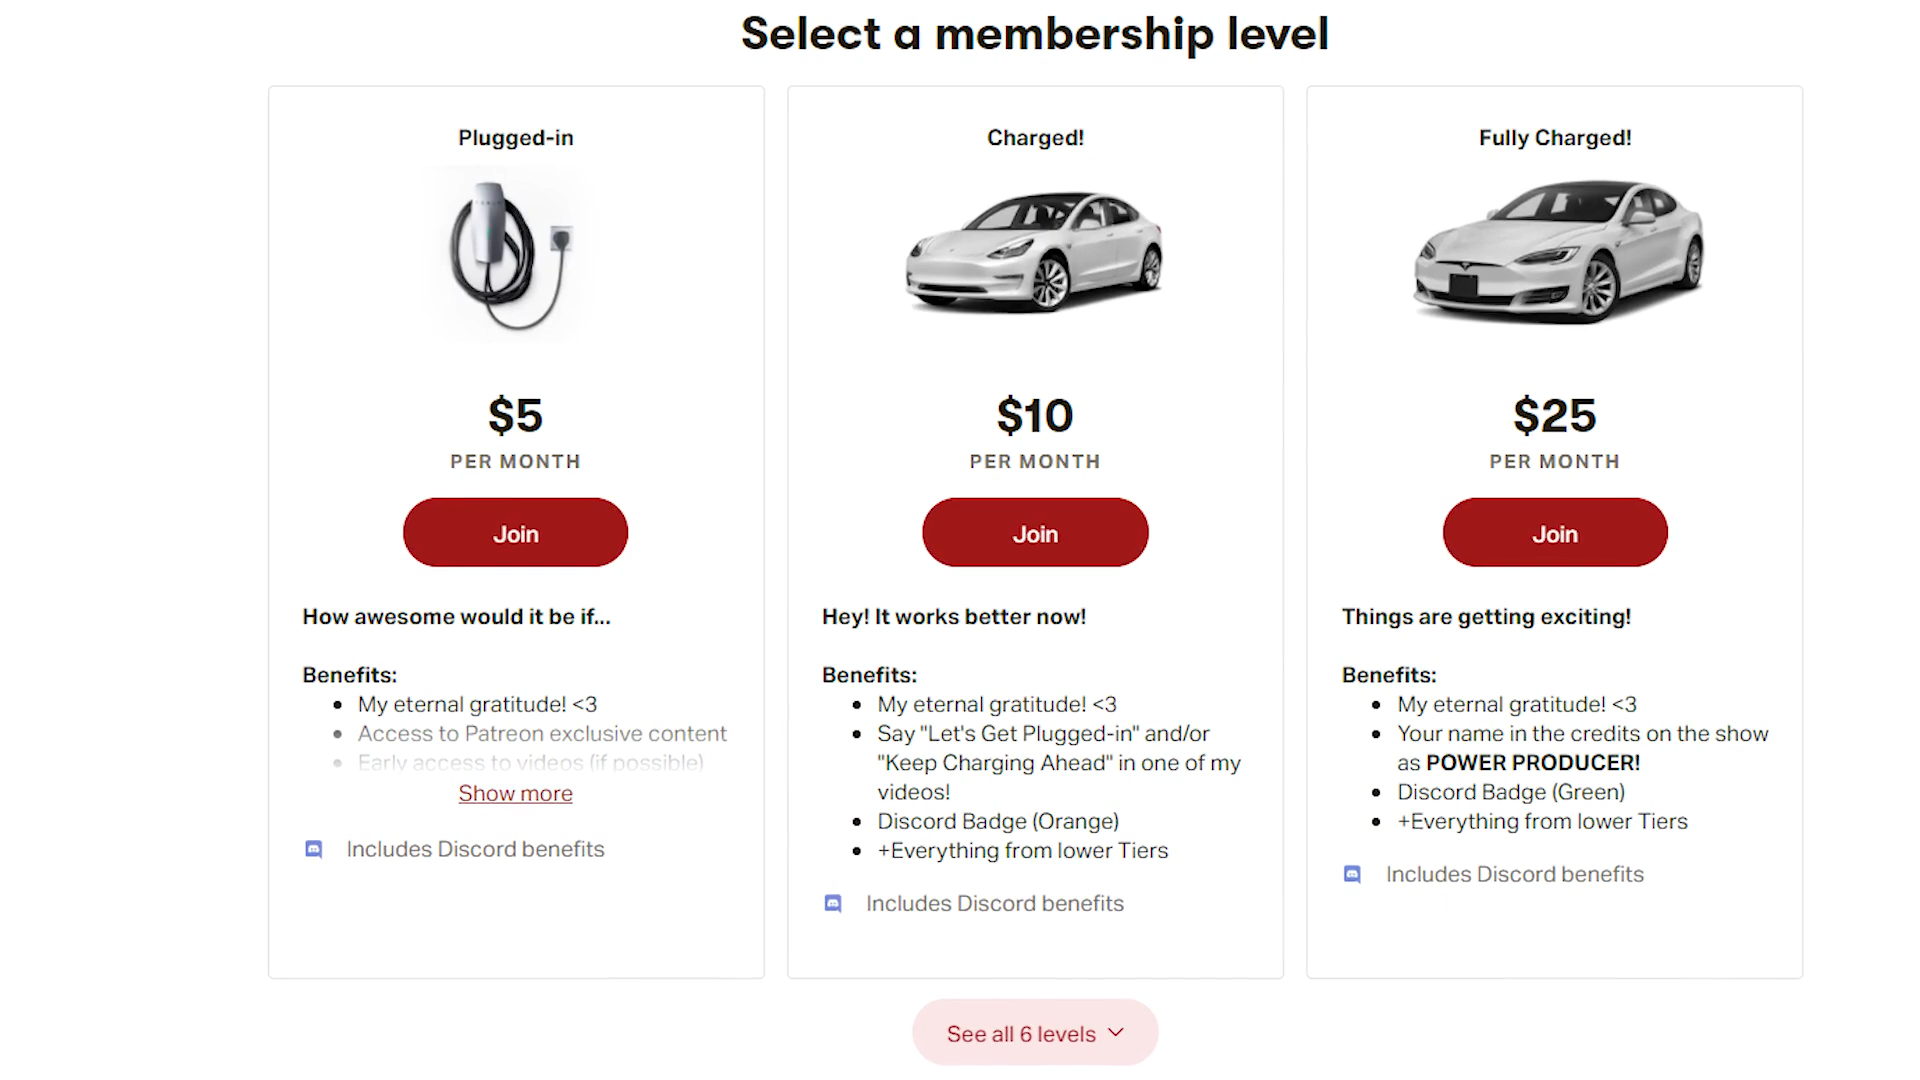 Select a membership level
Plugged-in
$5
PER MONTH
Join
How awesome would it be if...
Benefits:
My eternal gratitude! <3
Access to Patreon exclusive content
Early access to videos (if possible)
Show more
Includes Discord benefits
Charged!
$10
PER MONTH
Join
Hey! It works better now!
Benefits:
My eternal gratitude! <3
Say "Let's Get Plugged-in" and/or
"Keep Charging Ahead" in one of my
videos!
Discord Badge (Orange)
+Everything from lower Tiers
Includes Discord benefits
Fully Charged!
$25
PER MONTH
Join
Things are getting exciting!
Benefits:
My eternal gratitude! <3
Your name in the credits on the show
as POWER PRODUCER!
Discord Badge (Green)
+Everything from lower Tiers
Includes Discord benefits
See all 6 levels